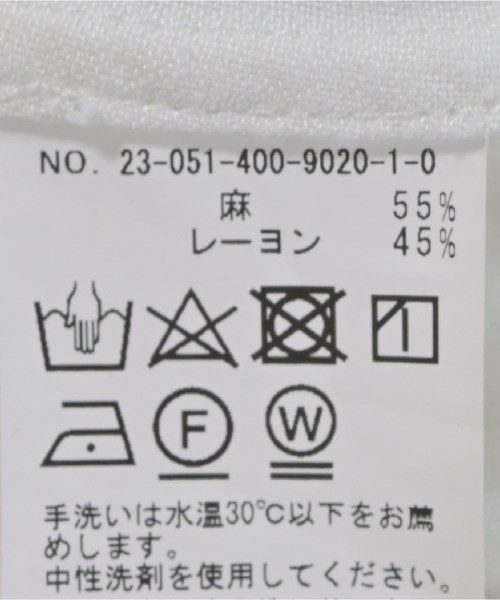 NO. 23-051-400-9020-1-0
麻 55%
レーヨン 45%
F W
手洗いは水温30℃以下をお薦
めします。
中性洗剤を使用してください。